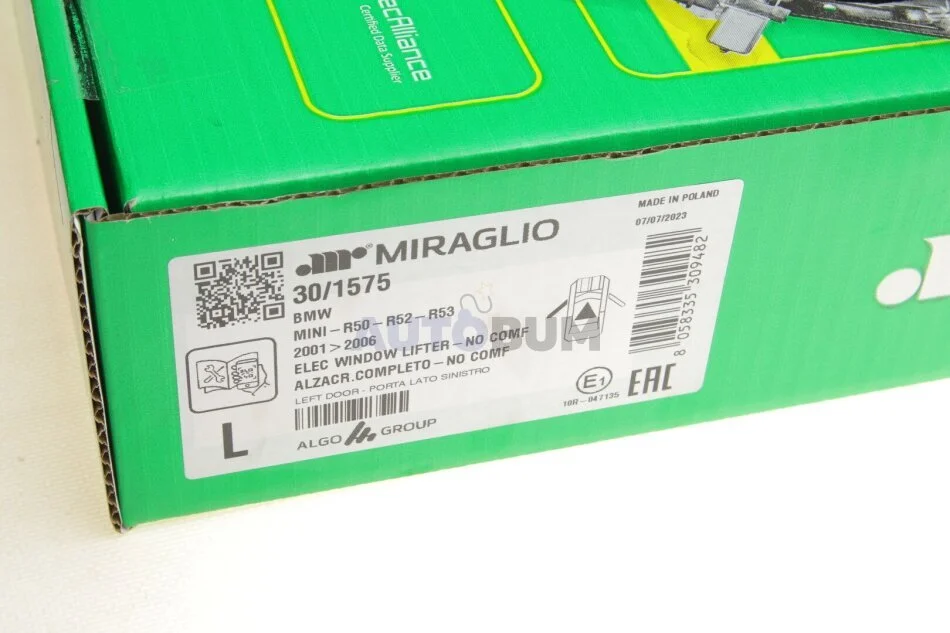 ecAlliance
Certified Data Supplier
MADE IN POLAND
07/07/2023
MIRAGLIO
30/1575
BMW
MINI-R50-R52-R53
2001>2006
ELEC WINDOW LIFTER-NO COMF
ALZACR.COMPLETO-NO COMF
LEFT DOOR - PORTA LATO SINISTRO
L
ALGO GROUP
E1
10R-047135
EAC
8 058335 309482
AUTOBUM